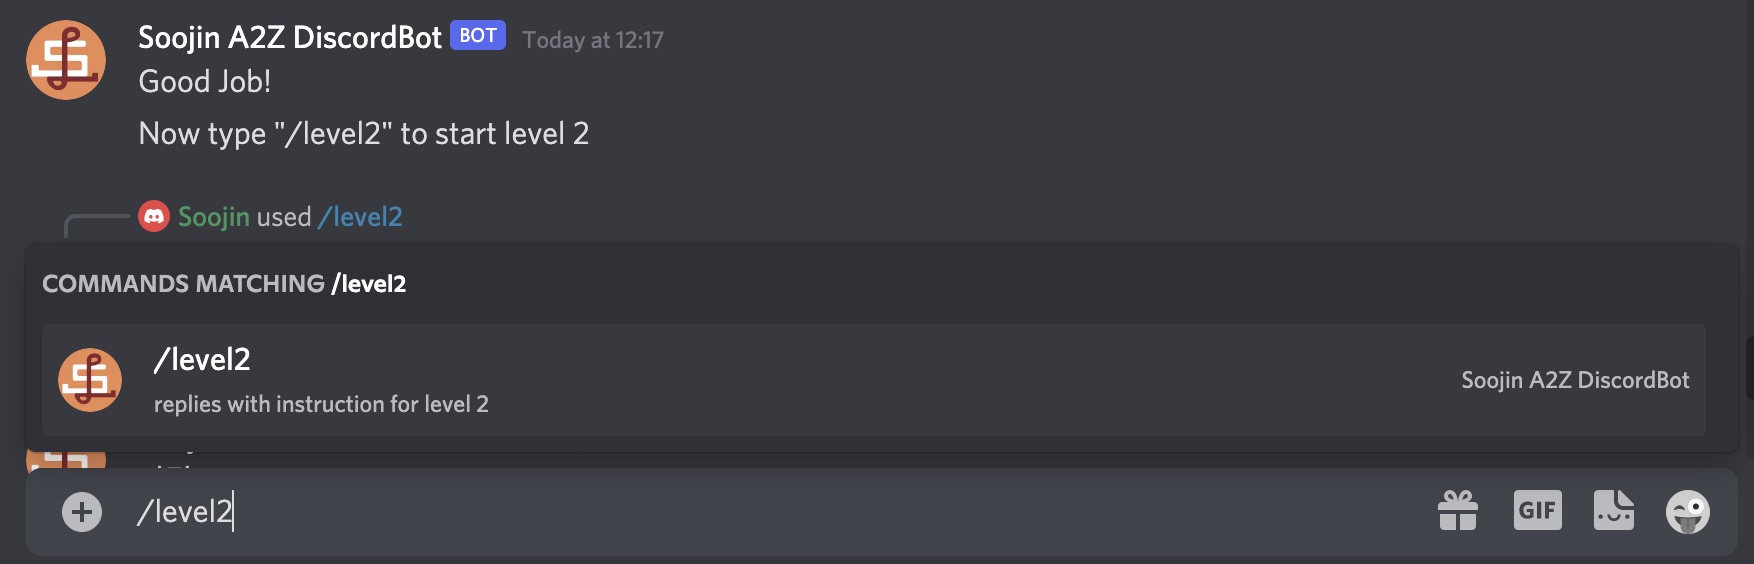 Soojin A2Z DiscordBot BOT Today at 12:17
Good Job!
Now type "/level2" to start level 2
Soojin used /level2
COMMANDS MATCHING /level2
/level2
replies with instruction for level 2
Soojin A2Z DiscordBot
/level2
GIF